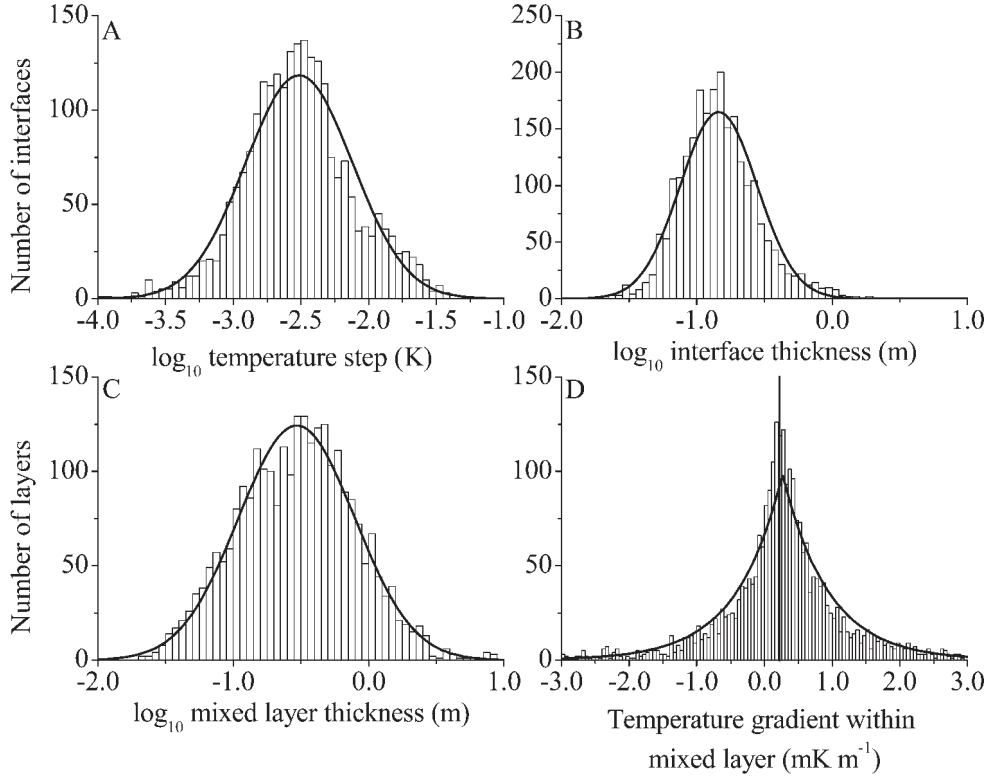 A
150
100
50
0
Number of interfaces
-4.0 -3.5 -3.0 -2.5 -2.0 -1.5 -1.0
log10 temperature step (K)
B
250
200
150
100
50
0
-1.0 0.0 1.0
log10 interface thickness (m)
C
150
100
50
0
Number of layers
-2.0 -1.0 0.0 1.0
log10 mixed layer thickness (m)
D
150
100
50
0
-3.0 -2.0 -1.0 0.0 1.0 2.0 3.0
Temperature gradient within
mixed layer (mK m⁻¹)